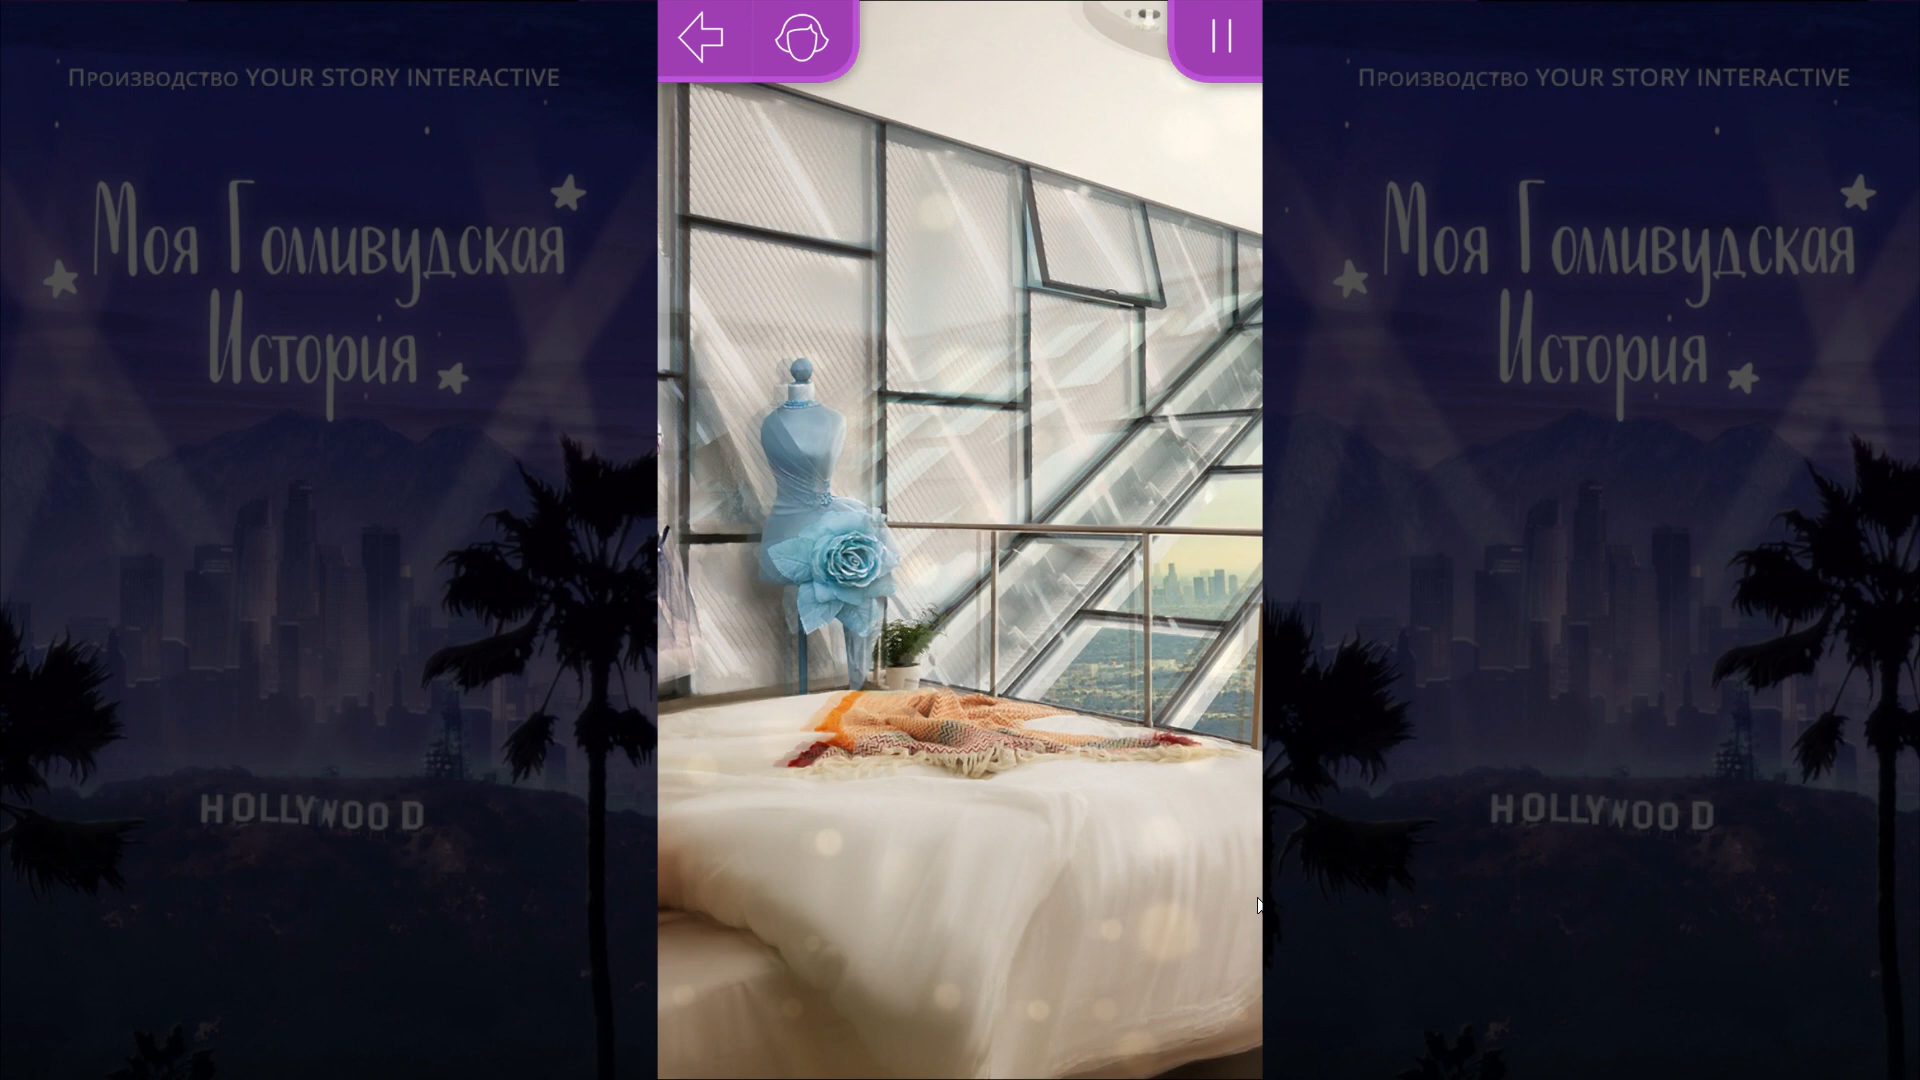 Производство YOUR STORY INTERACTIVE
Моя Голливудская
История
HOLLYWOOD
Производство YOUR STORY INTERACTIVE
Моя Голливудская
История
HOLLYWOOD